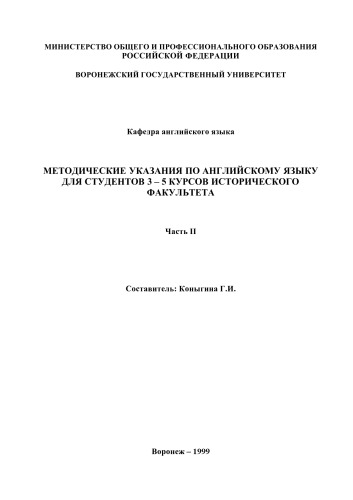 МИНИСТЕРСТВО ОБЩЕГО И ПРОФЕССИОНАЛЬНОГО ОБРАЗОВАНИЯ
РОССИЙСКОЙ ФЕДЕРАЦИИ
ВОРОНЕЖСКИЙ ГОСУДАРСТВЕННЫЙ УНИВЕРСИТЕТ
Кафедра английского языка
МЕТОДИЧЕСКИЕ УКАЗАНИЯ ПО АНГЛИЙСКОМУ ЯЗЫКУ
ДЛЯ СТУДЕНТОВ 3 – 5 КУРСОВ ИСТОРИЧЕСКОГО
ФАКУЛЬТЕТА
Часть II
Составитель: Коныгина Г.И.
Воронеж – 1999